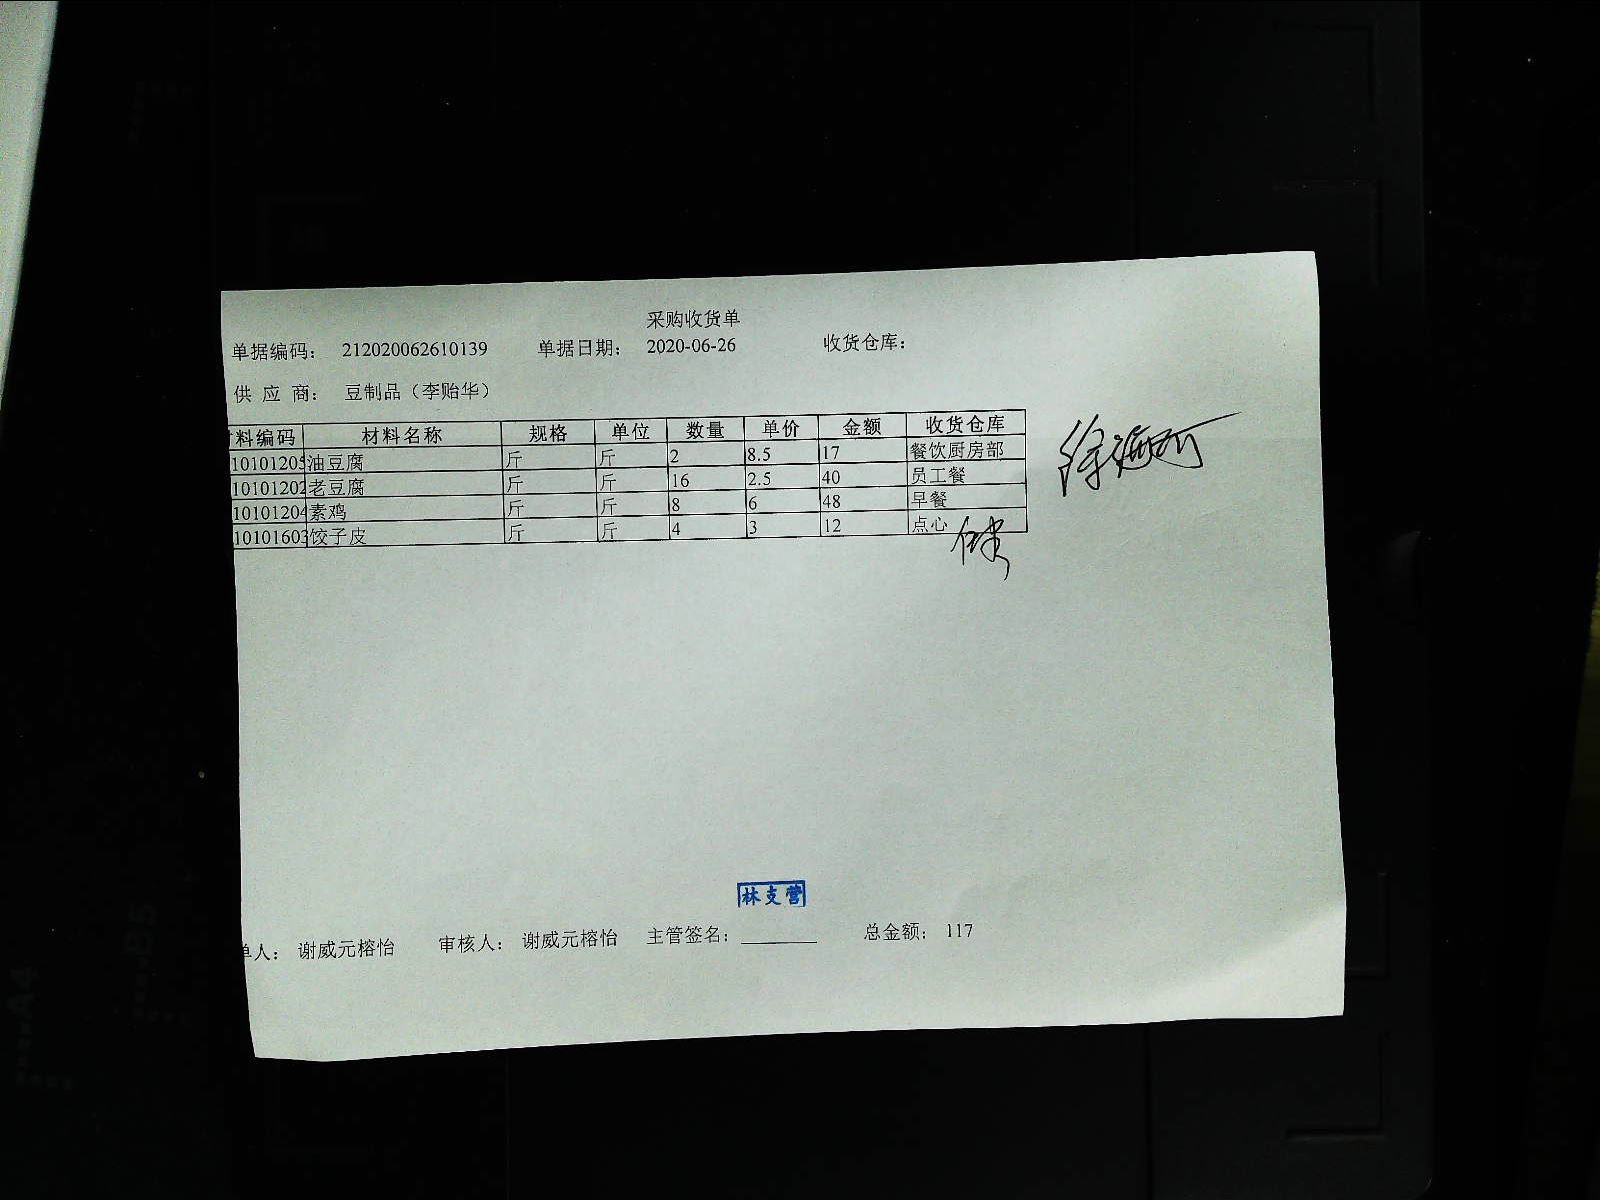 采购收货单
单据编码： 212020062610139 单据日期： 2020-06-26 收货仓库：
供 应 商： 豆制品（李贻华）
料编码 材料名称 规格 单位 数量 单价 金额 收货仓库
10101205 油豆腐 斤 斤 2 8.5 17 餐饮厨房部
10101202 老豆腐 斤 斤 16 2.5 40 员工餐
10101204 素鸡 斤 斤 8 6 48 早餐
10101603 饺子皮 斤 斤 4 3 12 点心
林支营
单人： 谢威元榕怡 审核人： 谢威元榕怡 主管签名： 总金额： 117